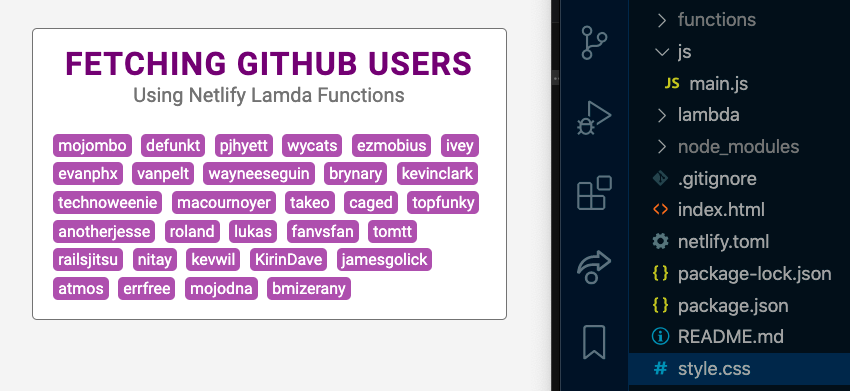 FETCHING GITHUB USERS
Using Netlify Lamda Functions
mojombo defunkt pjhyett wycats ezmobius ivey
evanphx vanpelt wayneeseguin brynary kevinclark
technoweenie macournoyer takeo caged topfunky
anotherjesse roland lukas fanvsfan tomtt
railsjitsu nitay kevwil KirinDave jamesgolick
atmos errfree mojodna bmizerany
functions
js
JS main.js
lambda
node_modules
.gitignore
<> index.html
netlify.toml
{} package-lock.json
{} package.json
README.md
# style.css